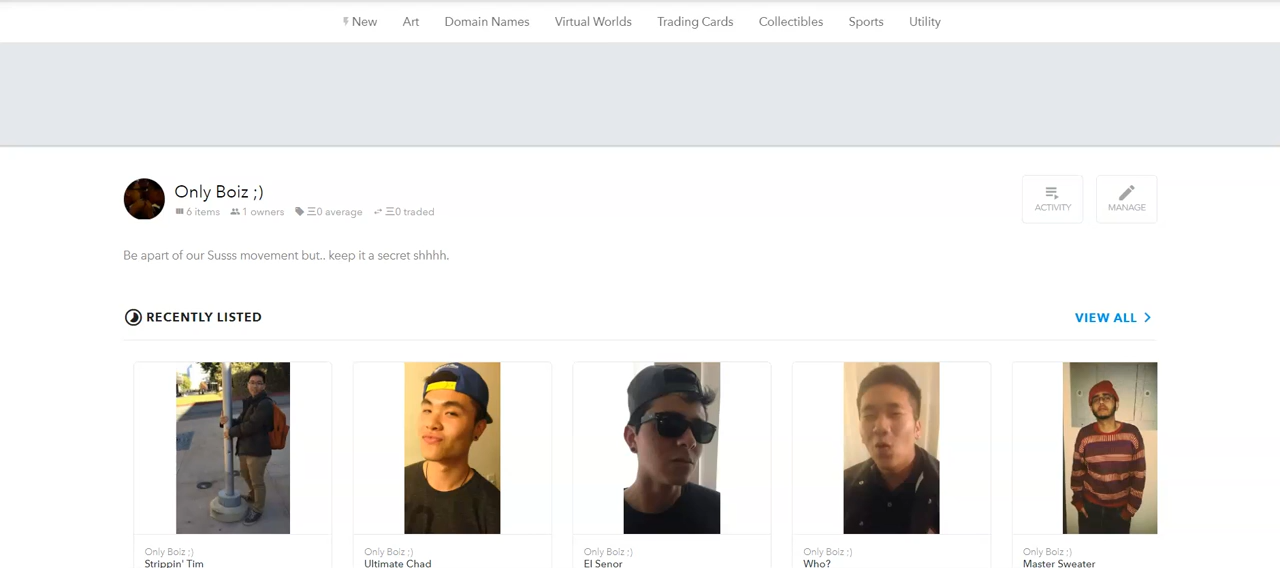 New Art Domain Names Virtual Worlds Trading Cards Collectibles Sports Utility
Only Boiz ;)
6 items 1 owners Ξ0 average Ξ0 traded
ACTIVITY MANAGE
Be apart of our Susss movement but.. keep it a secret shhhh.
RECENTLY LISTED VIEW ALL
Only Boiz ;) Only Boiz ;) Only Boiz ;) Only Boiz ;) Only Boiz ;)
Strippin' Tim Ultimate Chad El Senor Who? Master Sweater